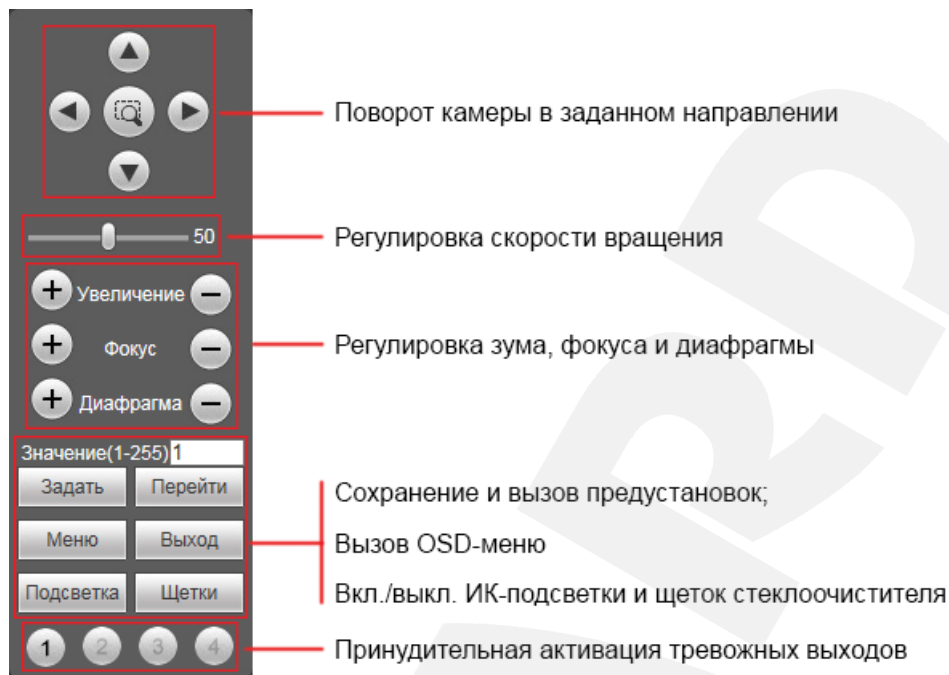 Поворот камеры в заданном направлении
50
Регулировка скорости вращения
+ Увеличение −
+ Фокус −
+ Диафрагма −
Регулировка зума, фокуса и диафрагмы
Значение(1-255) 1
Задать Перейти
Меню Выход
Подсветка Щетки
Сохранение и вызов предустановок;
Вызов OSD-меню
Вкл./выкл. ИК-подсветки и щеток стеклоочистителя
1 2 3 4
Принудительная активация тревожных выходов